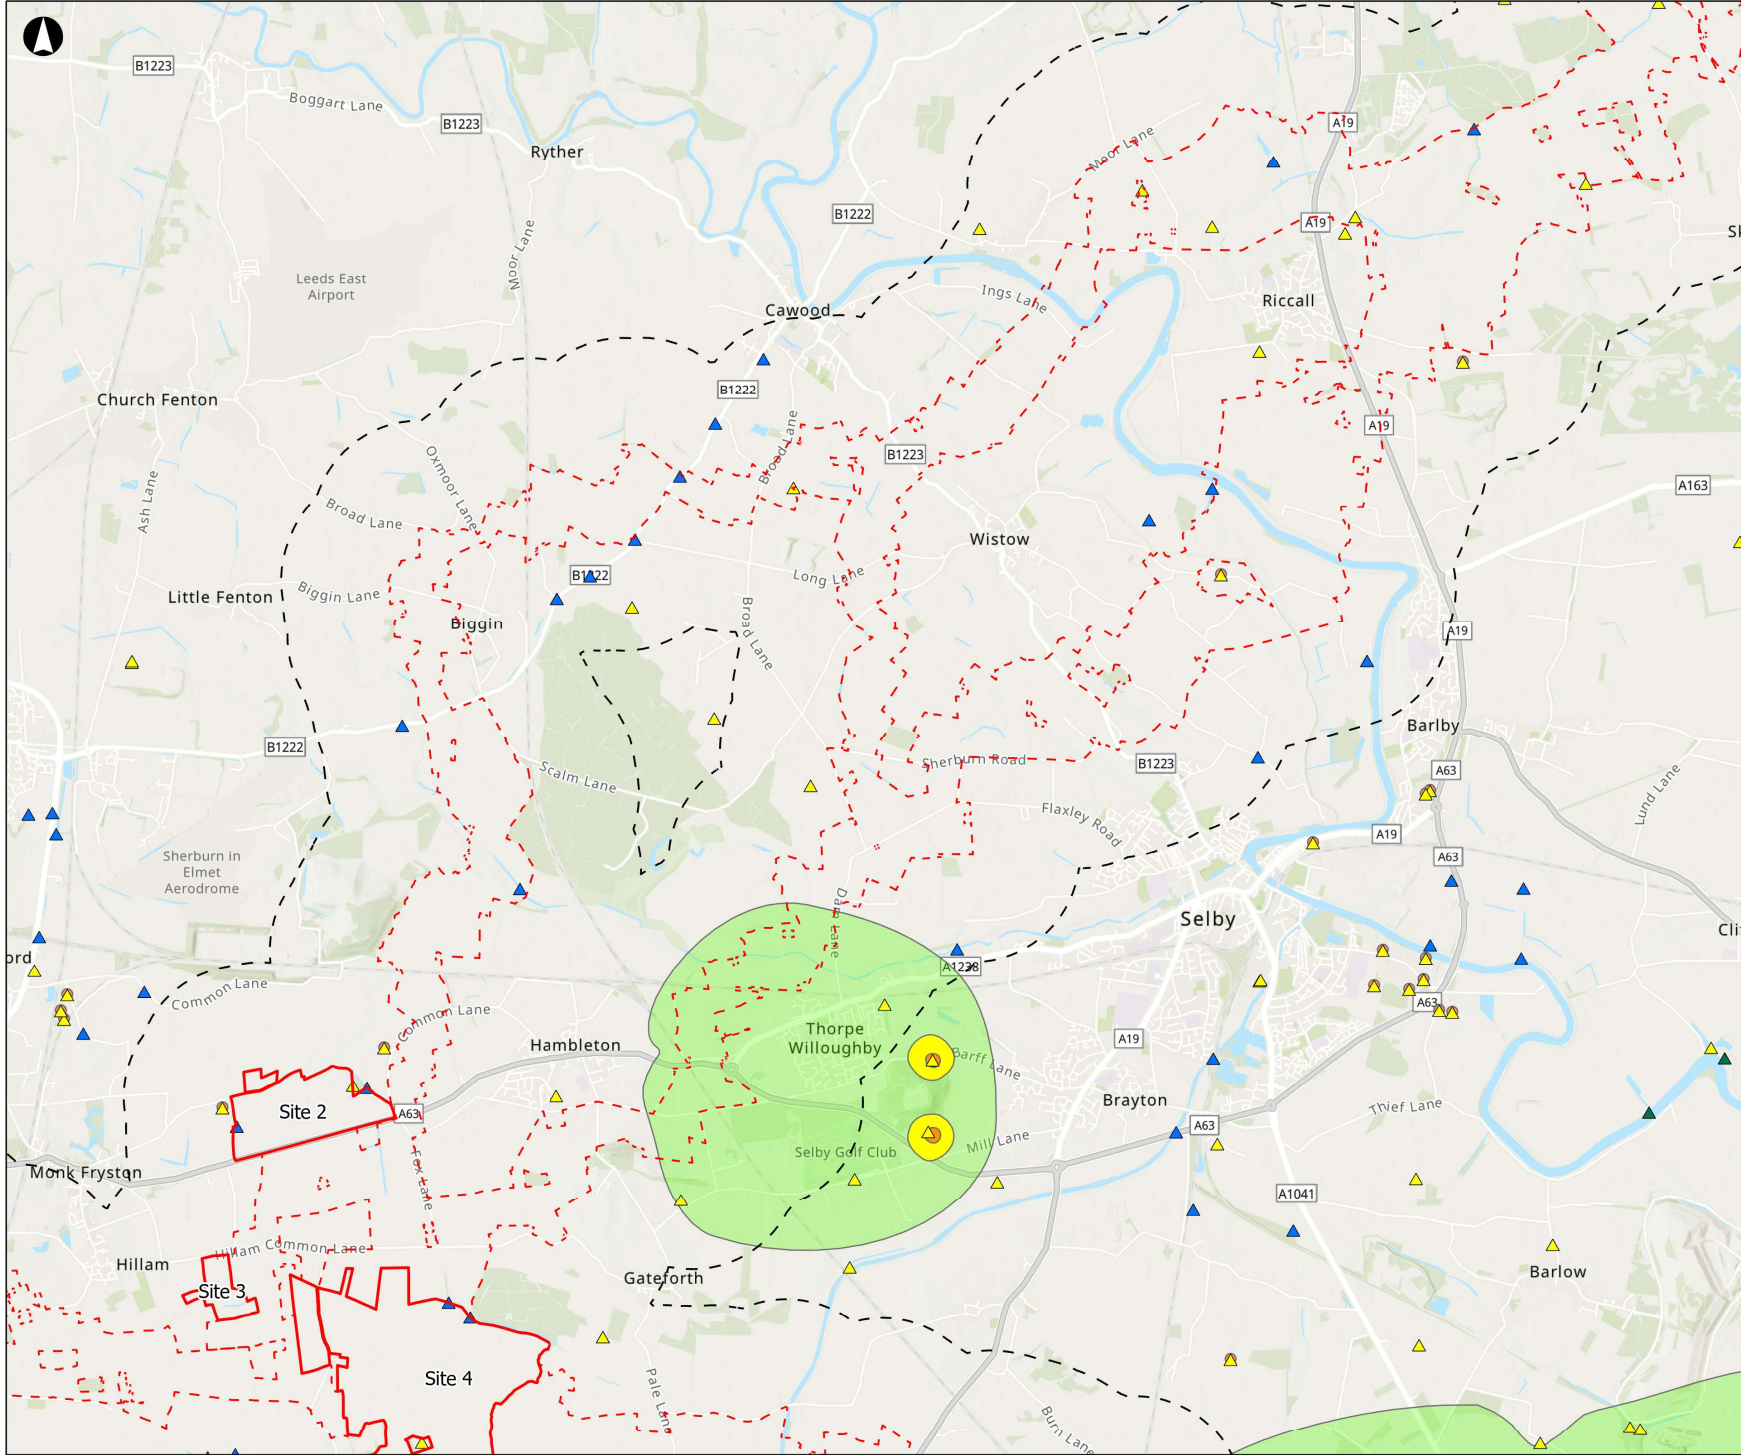 B1223
Boggart Lane
B1223
A19
Ryther
Moor Lane
B1222
A19
Moor Lane
Leeds East
Airport
Ings Lane
Riccall
Cawood
B1222
Church Fenton
A19
Broad Lane
B1223
Oxmoor Lane
A163
Ash Lane
Broad Lane
Wistow
B1222
Long Lane
Biggin Lane
Little Fenton
Biggin
Broad Lane
A19
Barlby
B1222
Sherburn Road
B1223
A63
Scalm Lane
Lund Lane
Flaxley Road
A19
A63
Sherburn in
Elmet
Aerodrome
Dam Lane
Selby
Cli
ord
A1238
Common Lane
A63
Common Lane
Thorpe
Willoughby
Hambleton
A19
Barff Lane
Site 2
A63
Brayton
Thief Lane
A63
Mill Lane
Selby Golf Club
Monk Fryston
Fox Lane
A1041
Hillam Common Lane
Hillam
Gateforth
Barlow
Site 3
Site 4
Pale Lane
Burn Lane